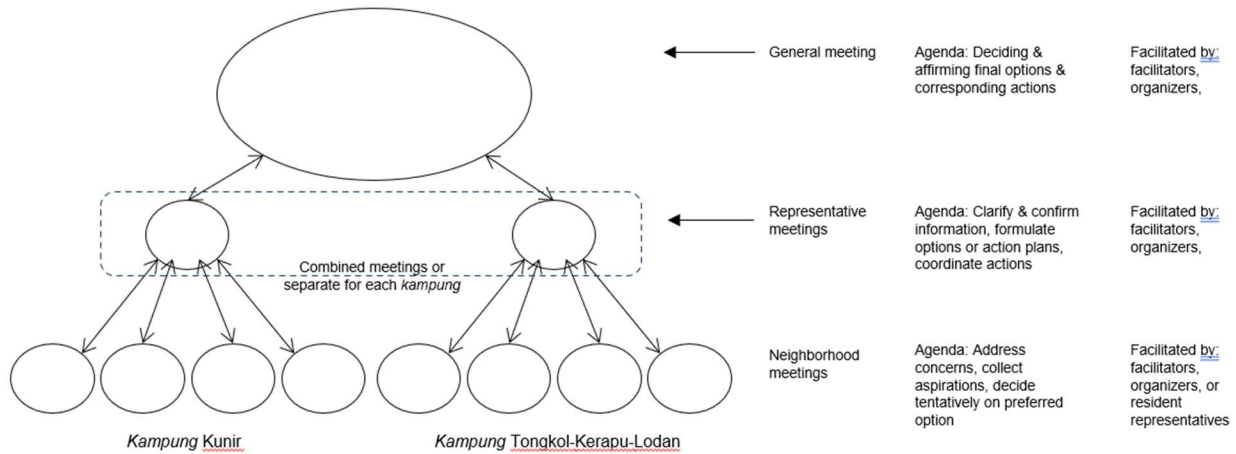 General meeting
Agenda: Deciding &
affirming final options &
corresponding actions
Facilitated by:
facilitators,
organizers,
Representative
meetings
Agenda: Clarify & confirm
information, formulate
options or action plans,
coordinate actions
Facilitated by:
facilitators,
organizers,
Combined meetings or
separate for each kampung
Neighborhood
meetings
Agenda: Address
concerns, collect
aspirations, decide
tentatively on preferred
option
Facilitated by:
facilitators,
organizers, or
resident
representatives
Kampung Kunir
Kampung Tongkol-Kerapu-Lodan